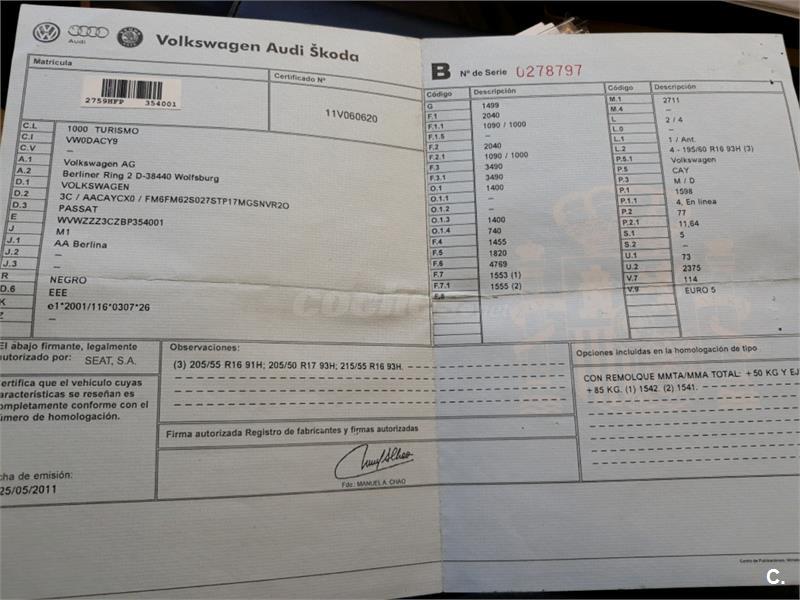 Audi
Volkswagen Audi Škoda
Matrícula
2759HFP 354001
Certificado Nº
11V060620
C.L 1000 TURISMO
C.I VW0DACY9
C.V –
A.1 Volkswagen AG
A.2 Berliner Ring 2 D-38440 Wolfsburg
D.1 VOLKSWAGEN
D.2 3C / AACAYCX0 / FM6FM62S027STP17MGSNVR2O
D.3 PASSAT
E WVWZZZ3CZBP354001
J M1
J.1 AA Berlina
J.2 –
J.3 –
R NEGRO
D.6 EEE
K e1*2001/116*0307*26
Z –
El abajo firmante, legalmente
autorizado por: SEAT, S.A.
Certifica que el vehículo cuyas
características se reseñan es
completamente conforme con el
número de homologación.
cha de emisión:
25/05/2011
Observaciones:
(3) 205/55 R16 91H; 205/50 R17 93H; 215/55 R16 93H.
Firma autorizada Registro de fabricantes y firmas autorizadas
Fdo: MANUEL A. CHAO
B Nº de Serie 0278797
Código Descripción
G 1499
F.1 2040
F.1.1 1090 / 1000
F.1.5 –
F.2 2040
F.2.1 1090 / 1000
F.3 3490
F.3.1 3490
O.1 1400
O.1.1 –
O.1.2 –
O.1.3 1400
O.1.4 740
F.4 1455
F.5 1820
F.6 4769
F.7 1553 (1)
F.7.1 1555 (2)
F.8 –
Código Descripción
M.1 2711
M.4 –
L 2 / 4
L.0 –
L.1 1 / Ant.
L.2 4 - 195/60 R16 93H (3)
P.5.1 Volkswagen
P.5 CAY
P.3 M / D
P.1 1598
P.1.1 4, En línea
P.2 77
P.2.1 11,64
S.1 5
S.2 –
U.1 73
U.2 2375
V.7 114
V.9 EURO 5
Opciones incluidas en la homologación de tipo
CON REMOLQUE MMTA/MMA TOTAL: +50 KG Y EJ
+85 KG. (1) 1542. (2) 1541.
coches.net
C.